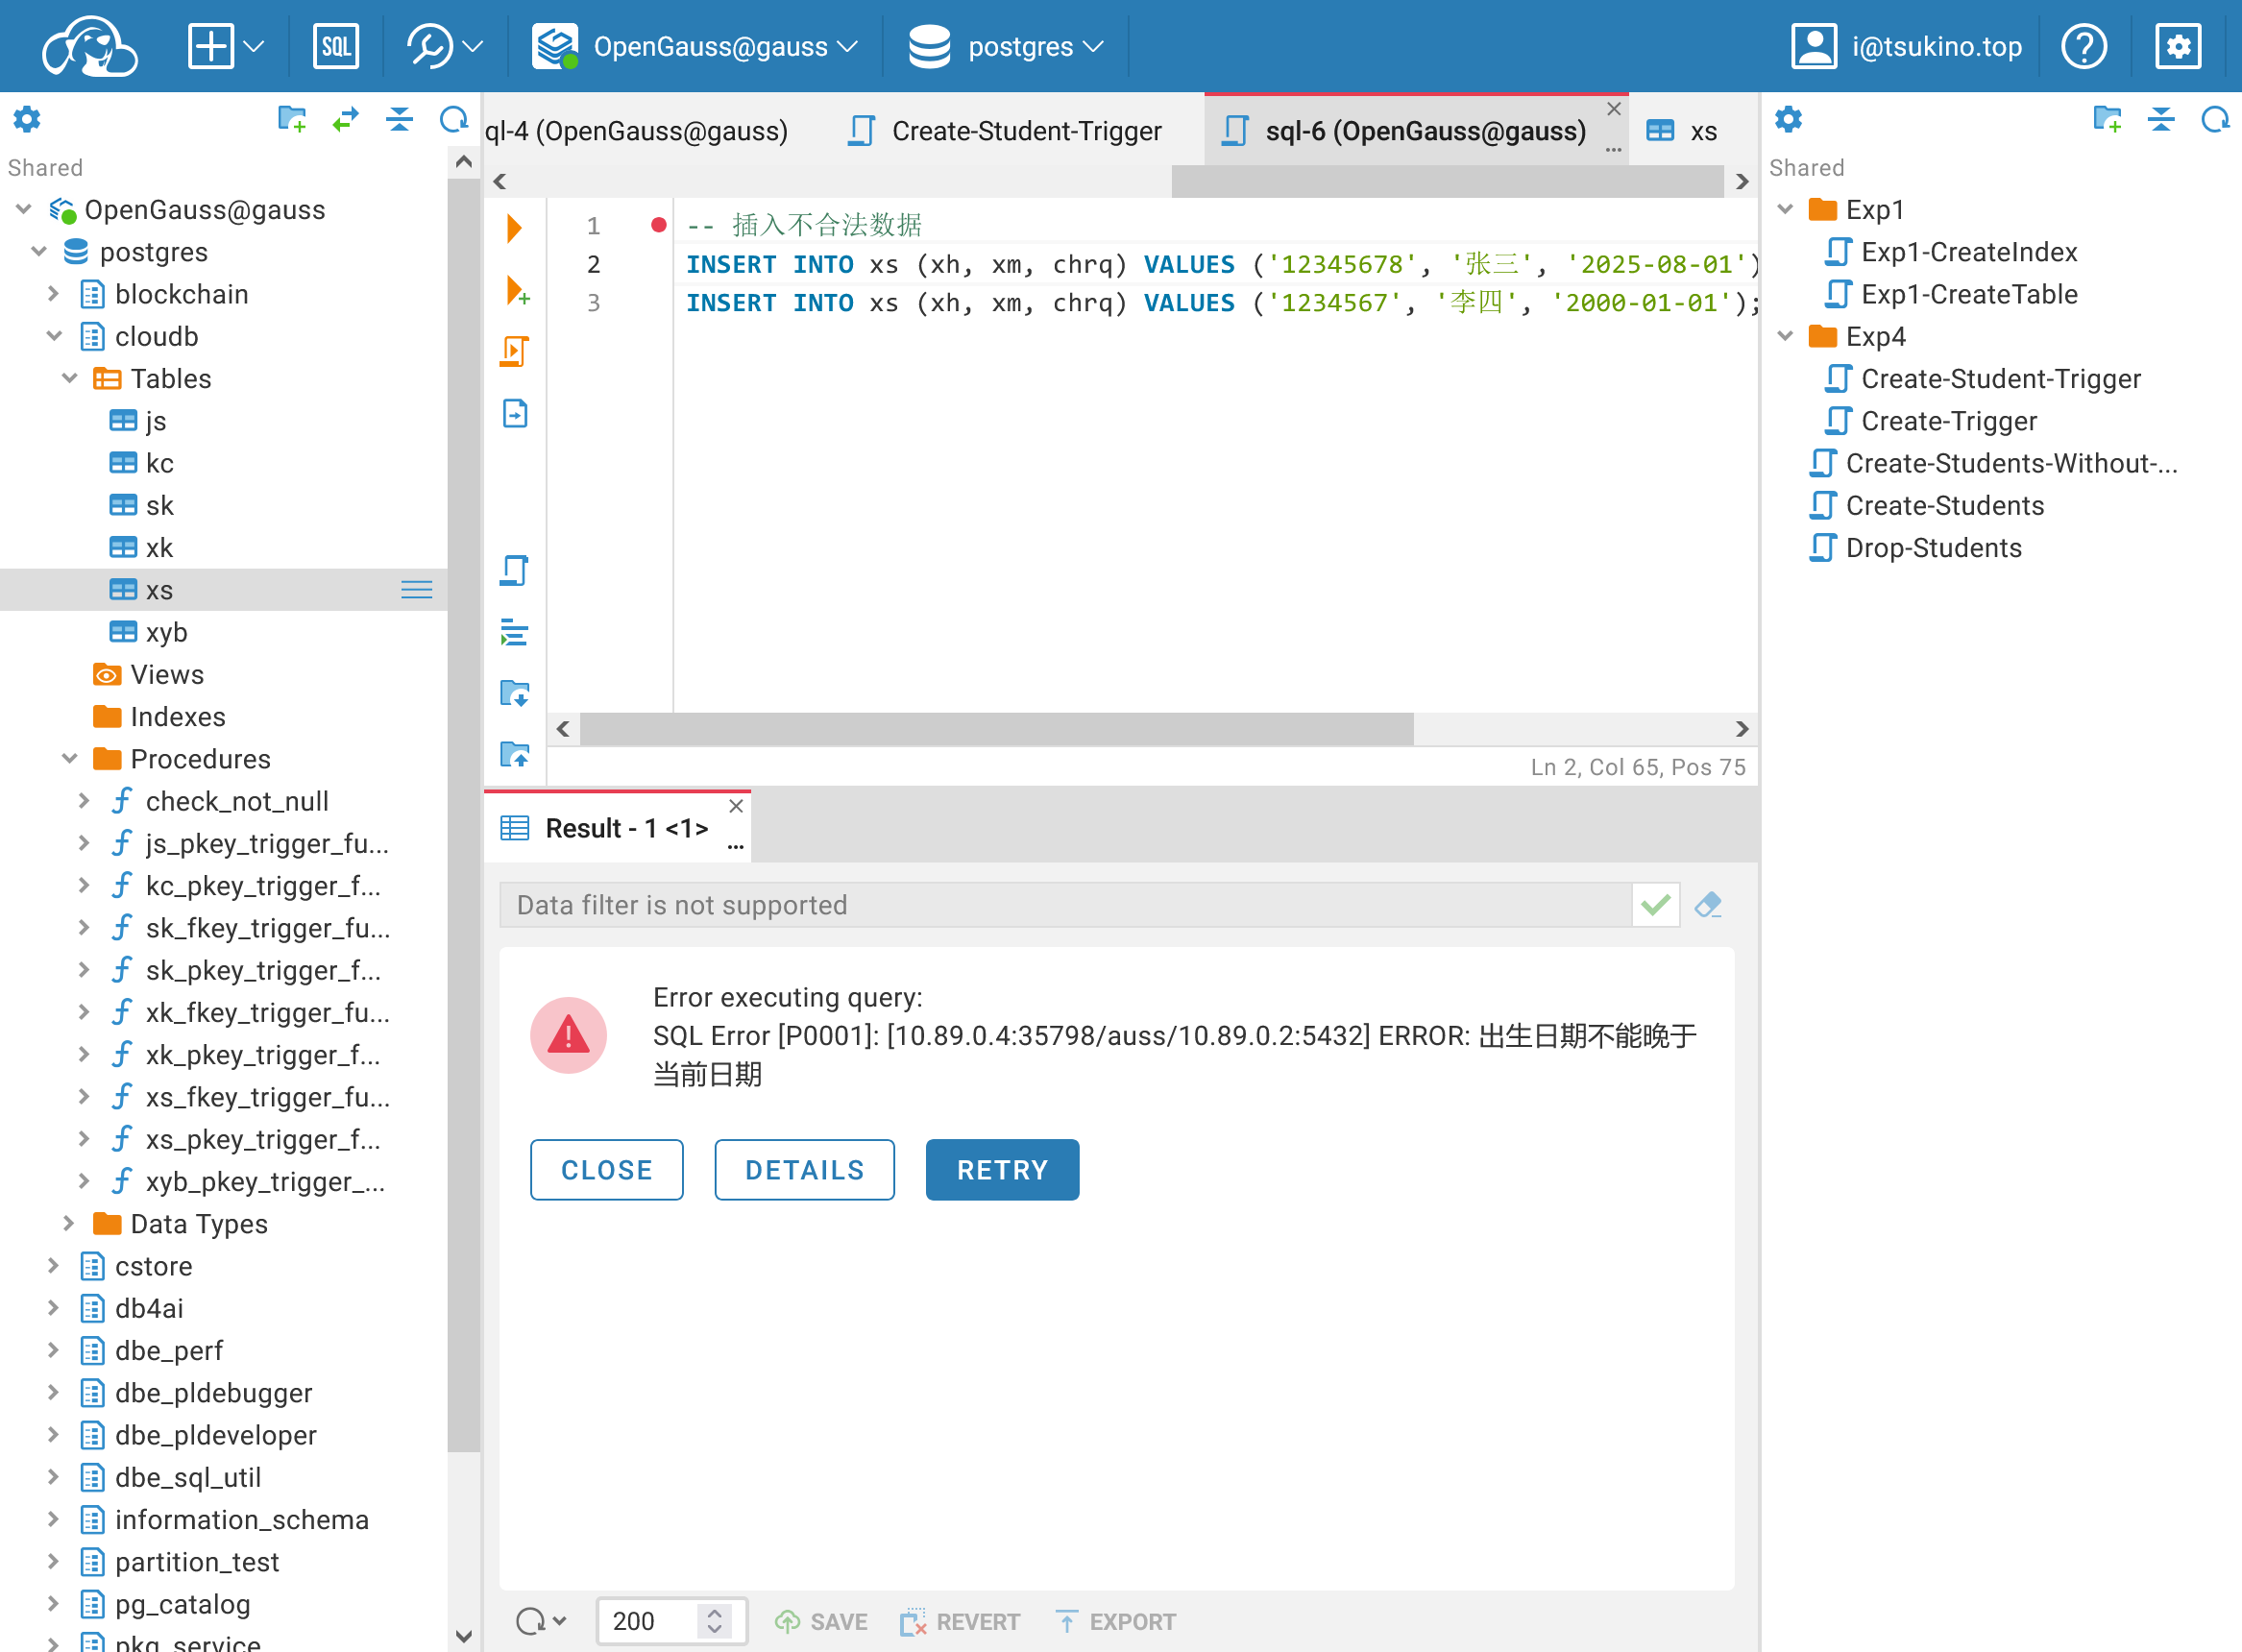 SQL
OpenGauss@gauss
postgres
i@tsukino.top
Shared
OpenGauss@gauss
postgres
blockchain
cloudb
Tables
js
kc
sk
xk
xs
xyb
Views
Indexes
Procedures
check_not_null
js_pkey_trigger_fu...
kc_pkey_trigger_f...
sk_fkey_trigger_fu...
sk_pkey_trigger_f...
xk_fkey_trigger_fu...
xk_pkey_trigger_f...
xs_fkey_trigger_fu...
xs_pkey_trigger_f...
xyb_pkey_trigger_...
Data Types
cstore
db4ai
dbe_perf
dbe_pldebugger
dbe_pldeveloper
dbe_sql_util
information_schema
partition_test
pg_catalog
pkg_service
ql-4 (OpenGauss@gauss)
Create-Student-Trigger
sql-6 (OpenGauss@gauss)
xs
1 -- 插入不合法数据
2 INSERT INTO xs (xh, xm, chrq) VALUES ('12345678', '张三', '2025-08-01')
3 INSERT INTO xs (xh, xm, chrq) VALUES ('1234567', '李四', '2000-01-01');
Ln 2, Col 65, Pos 75
Result - 1 <1>
Data filter is not supported
Error executing query:
SQL Error [P0001]: [10.89.0.4:35798/auss/10.89.0.2:5432] ERROR: 出生日期不能晚于
当前日期
CLOSE
DETAILS
RETRY
200
SAVE
REVERT
EXPORT
Shared
Exp1
Exp1-CreateIndex
Exp1-CreateTable
Exp4
Create-Student-Trigger
Create-Trigger
Create-Students-Without-...
Create-Students
Drop-Students